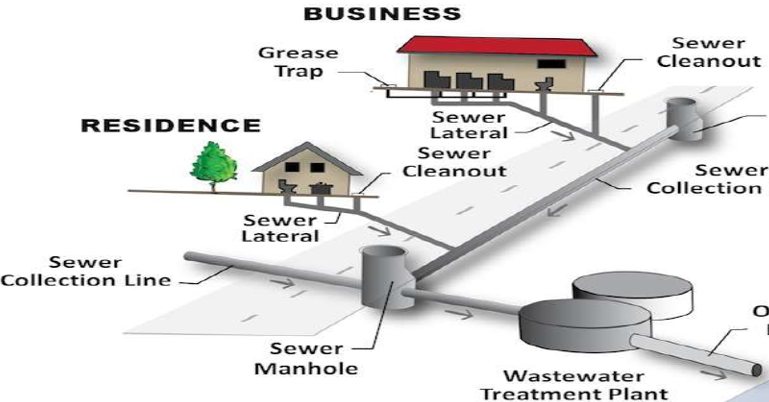 BUSINESS
Grease
Trap
Sewer
Cleanout
Sewer
Lateral
RESIDENCE
Sewer
Cleanout
Sewer
Collection
Sewer
Lateral
Sewer
Collection Line
Sewer
Manhole
Wastewater
Treatment Plant